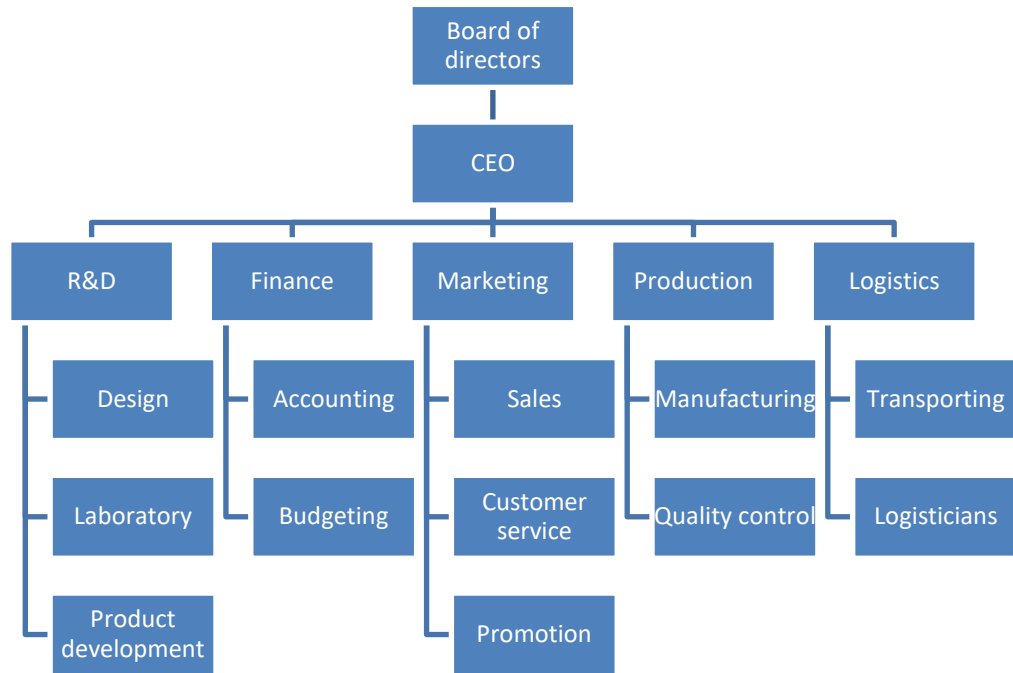 Board of
directors
CEO
R&D
Finance
Marketing
Production
Logistics
Design
Accounting
Sales
Manufacturing
Transporting
Laboratory
Budgeting
Customer
service
Quality control
Logisticians
Product
development
Promotion